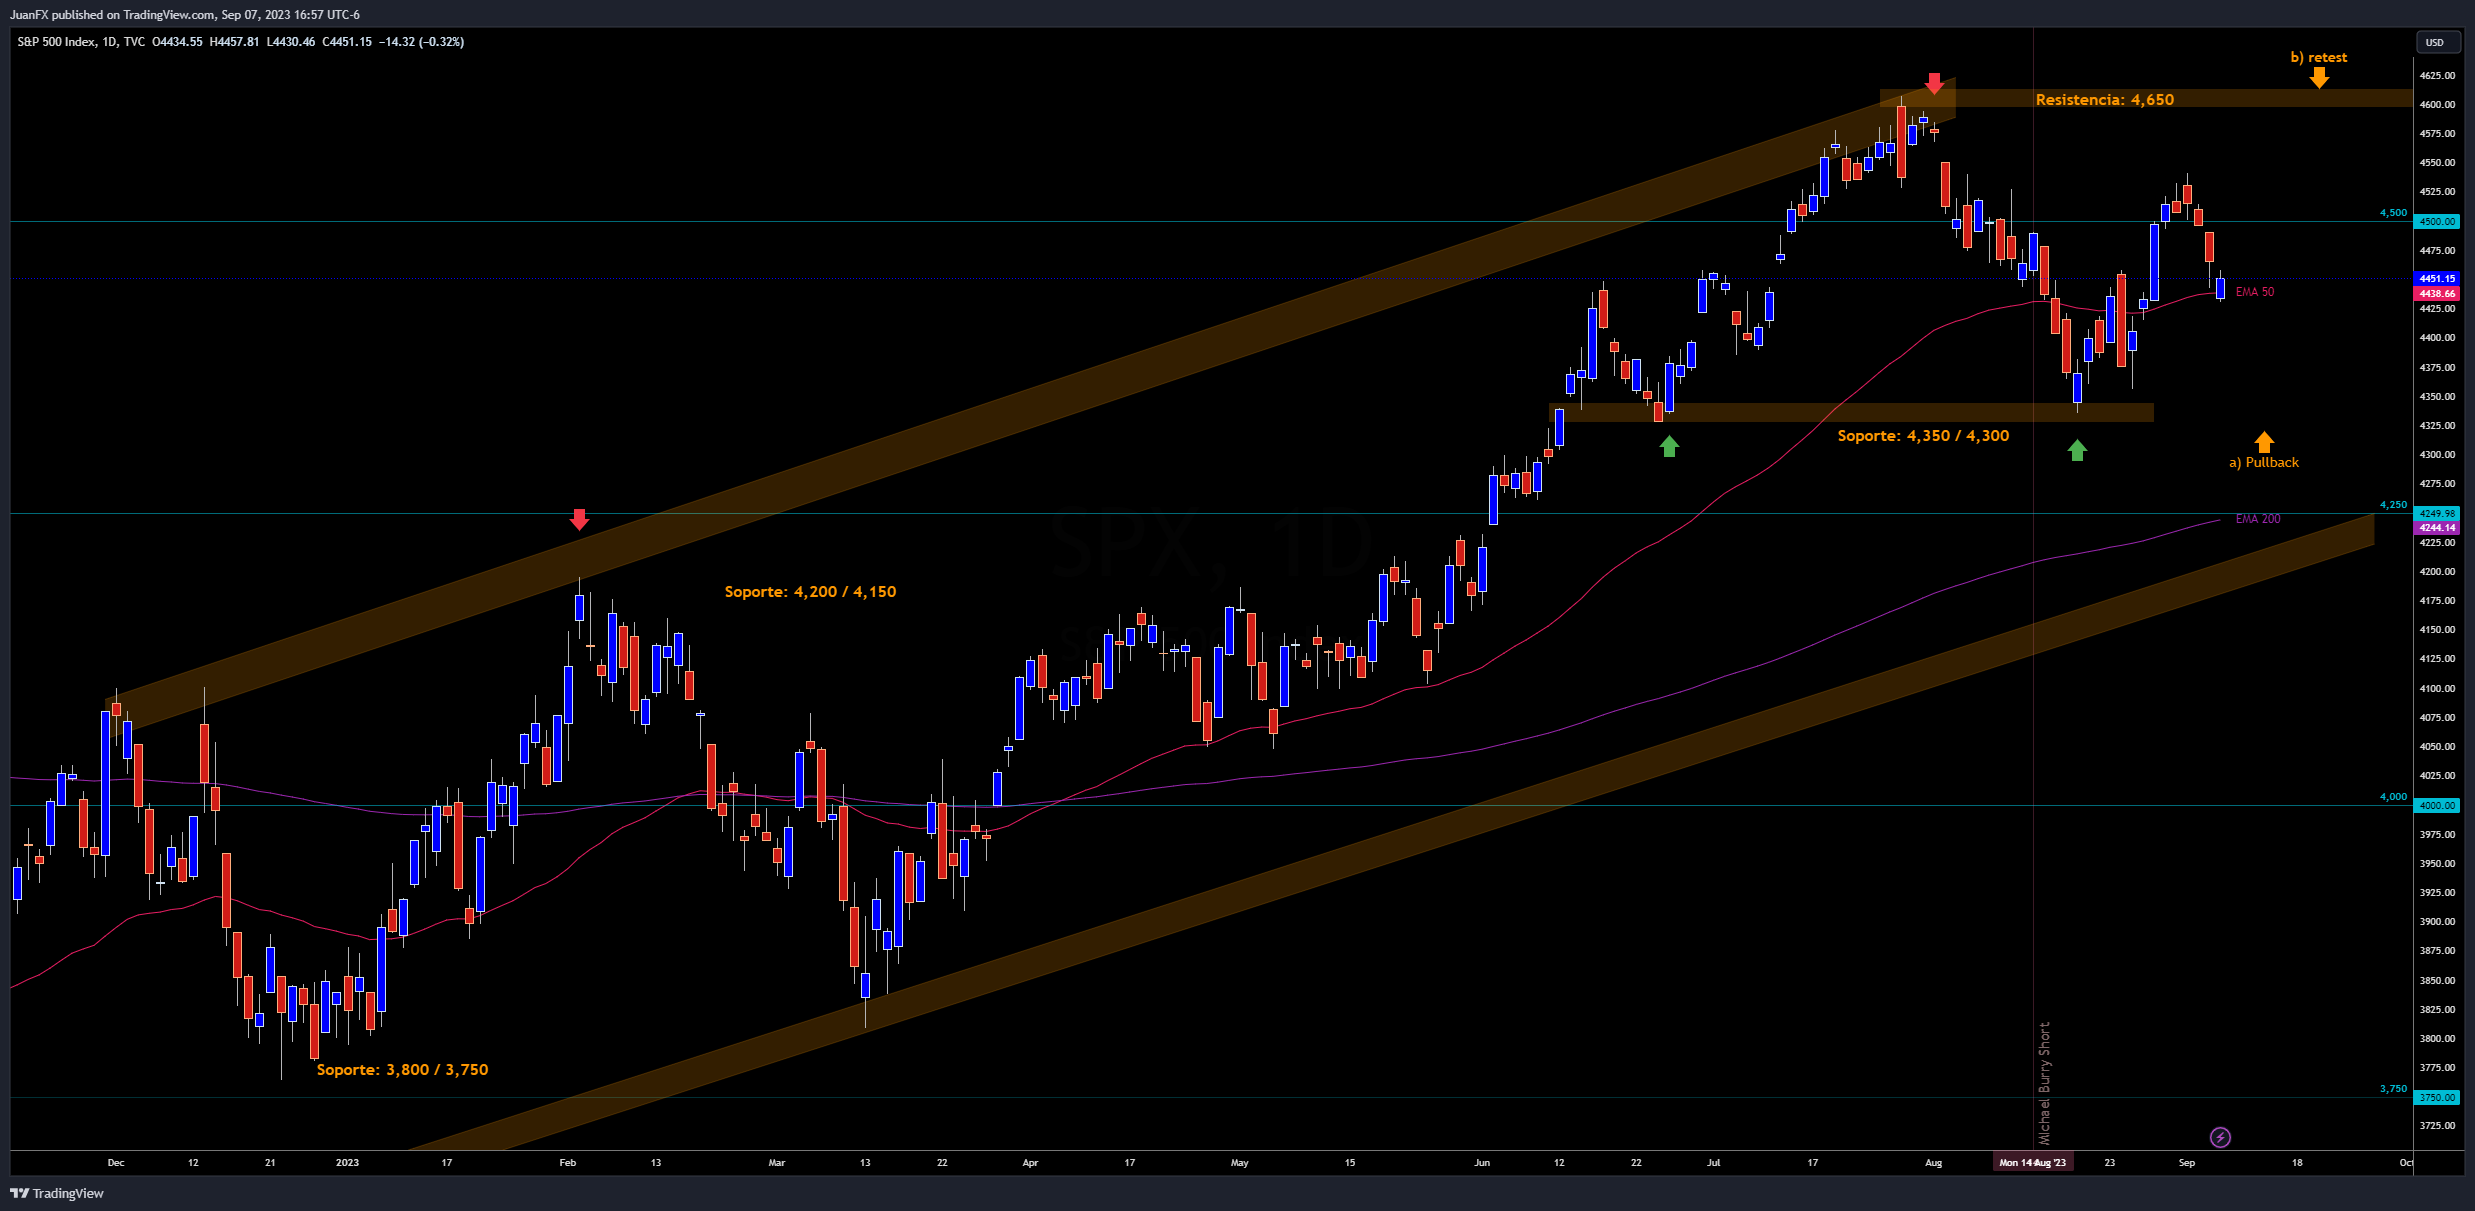 JuanFX published on TradingView.com, Sep 07, 2023 16:57 UTC-6
S&P 500 Index, 1D, TVC O4434.55 H4457.81 L4430.46 C4451.15 −14.32 (−0.32%)
USD
b) retest
4625.00
Resistencia: 4,650
4600.00
4575.00
4550.00
4525.00
4,500
4500.00
4475.00
4451.15
EMA 50
4438.66
4425.00
4400.00
4375.00
4350.00
4325.00
Soporte: 4,350 / 4,300
4300.00
a) Pullback
4275.00
4,250
4249.98
EMA 200
4244.14
SPX, 1D
4225.00
4200.00
Soporte: 4,200 / 4,150
4175.00
4150.00
4125.00
4100.00
4075.00
4050.00
4025.00
4,000
4000.00
3975.00
3950.00
3925.00
3900.00
3875.00
3850.00
3825.00
3800.00
Soporte: 3,800 / 3,750
3775.00
3,750
3750.00
3725.00
Michael Burry Short
Dec 12 21 2023 17 Feb 13 Mar 13 22 Apr 17 May 15 Jun 12 22 Jul 17 Aug Mon 14 Aug '23 23 Sep 18 Oct
TradingView